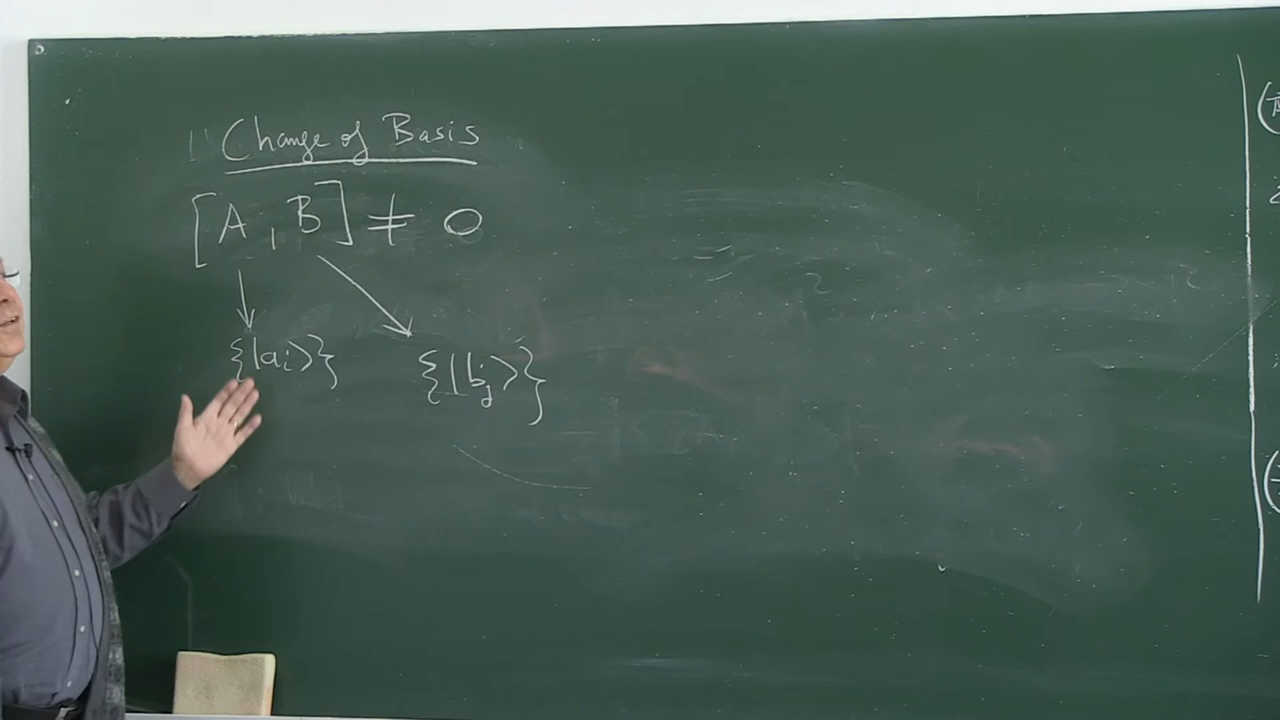 Change of Basis
[A, B] ≠ 0
{|aᵢ⟩} {|bⱼ⟩}